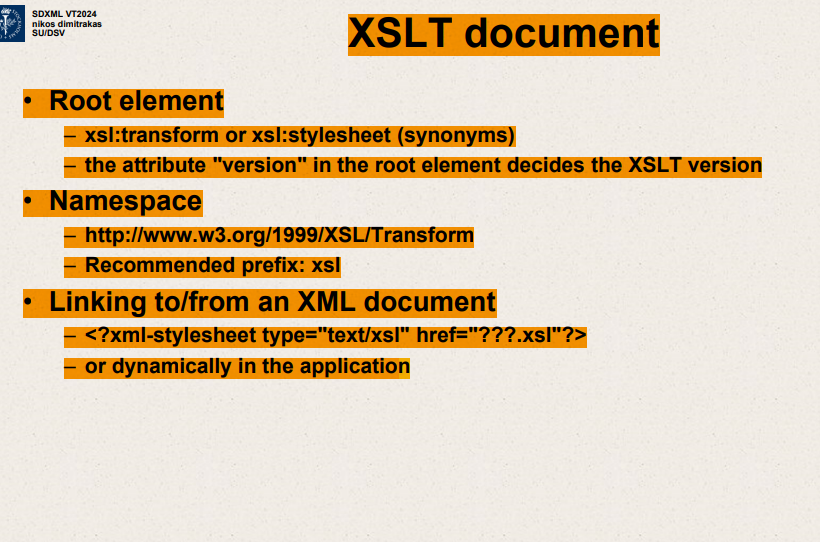 SDXML VT2024
nikos dimitrakas
SU/DSV
XSLT document
• Root element
– xsl:transform or xsl:stylesheet (synonyms)
– the attribute "version" in the root element decides the XSLT version
• Namespace
– http://www.w3.org/1999/XSL/Transform
– Recommended prefix: xsl
• Linking to/from an XML document
– <?xml-stylesheet type="text/xsl" href="???.xsl"?>
– or dynamically in the application